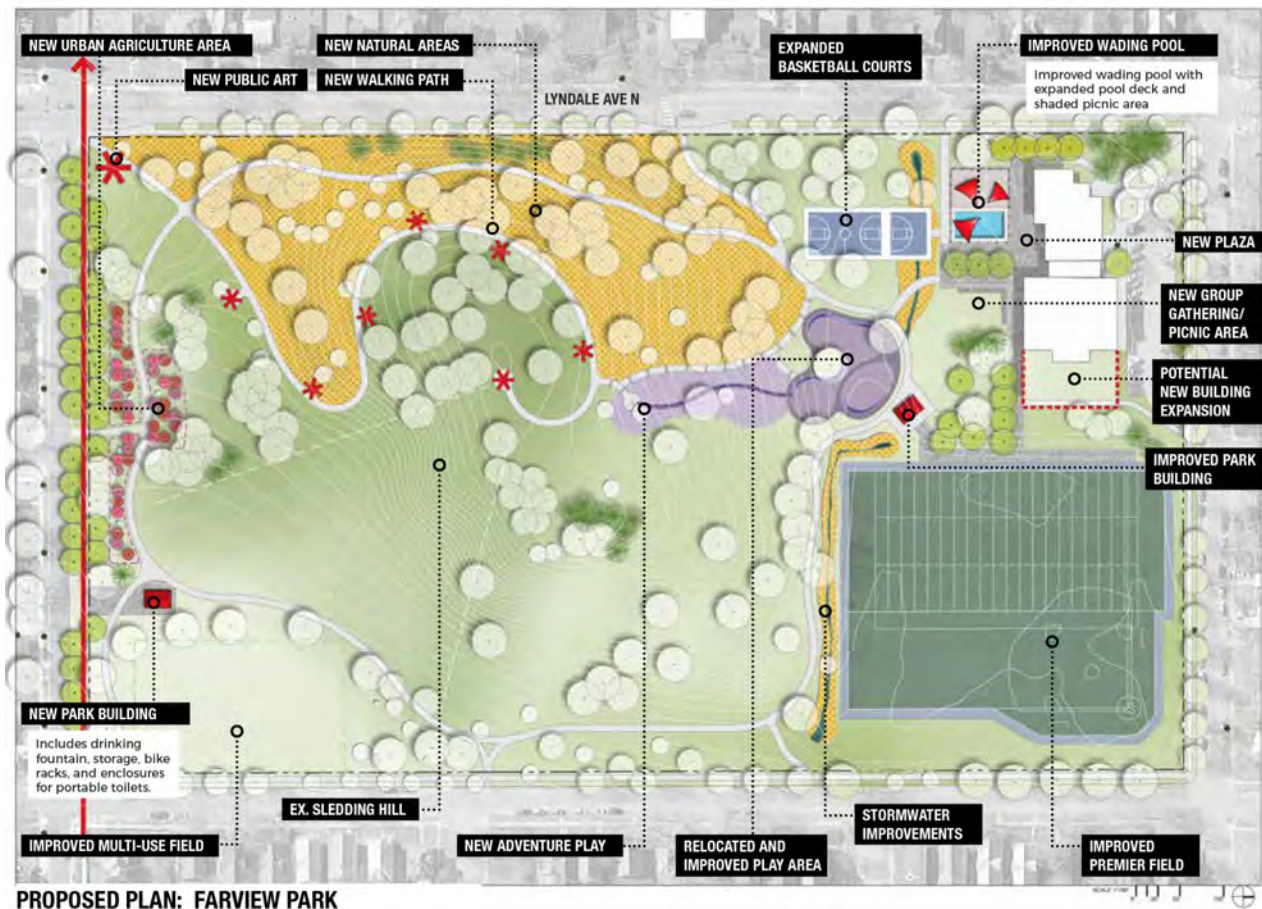 NEW URBAN AGRICULTURE AREA
NEW NATURAL AREAS
EXPANDED
BASKETBALL COURTS
IMPROVED WADING POOL
NEW PUBLIC ART
NEW WALKING PATH
Improved wading pool with
expanded pool deck and
shaded picnic area
LYNDALE AVE N
NEW PLAZA
NEW GROUP
GATHERING/
PICNIC AREA
POTENTIAL
NEW BUILDING
EXPANSION
IMPROVED PARK
BUILDING
NEW PARK BUILDING
Includes drinking
fountain, storage, bike
racks, and enclosures
for portable toilets.
EX. SLEDDING HILL
STORMWATER
IMPROVEMENTS
IMPROVED MULTI-USE FIELD
NEW ADVENTURE PLAY
RELOCATED AND
IMPROVED PLAY AREA
IMPROVED
PREMIER FIELD
PROPOSED PLAN: FARVIEW PARK